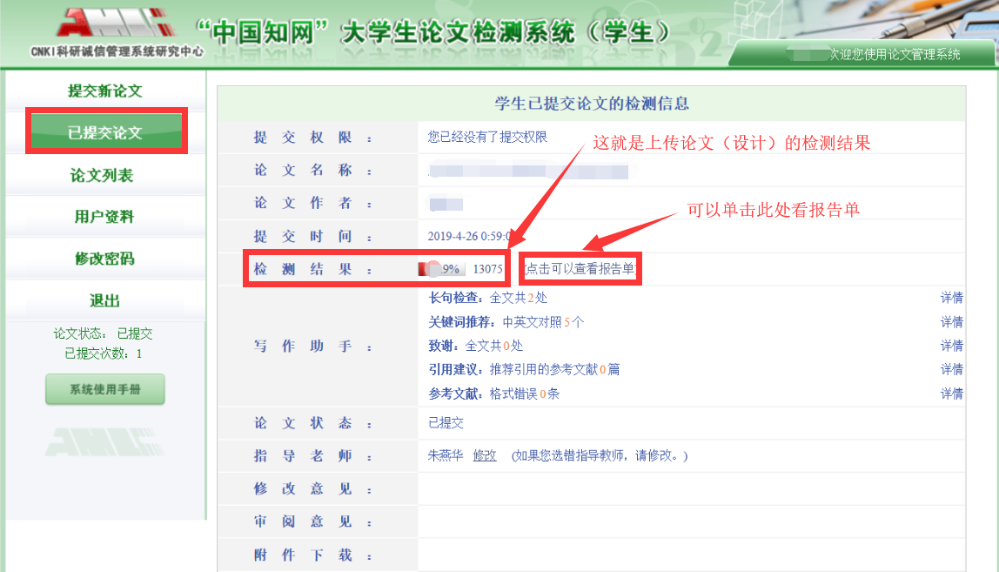 AMLC
CNKI科研诚信管理系统研究中心
“中国知网”大学生论文检测系统（学生）
欢迎您使用论文管理系统
提交新论文
已提交论文
论文列表
用户资料
修改密码
退出
论文状态： 已提交
已提交次数：1
系统使用手册
AMLC
学生已提交论文的检测信息
提 交 权 限 ： 您已经没有了提交权限
这就是上传论文（设计）的检测结果
论 文 名 称 ：
论 文 作 者 ：
可以单击此处看报告单
提 交 时 间 ： 2019-4-26 0:59:0
检 测 结 果 ： .9% 13075 (点击可以查看报告单)
写 作 助 手 ：
长句检查：全文共2处 详情
关键词推荐：中英文对照5个 详情
致谢：全文共0处 详情
引用建议：推荐引用的参考文献0篇 详情
参考文献：格式错误0条 详情
论 文 状 态 ： 已提交
指 导 老 师 ： 朱燕华 修改 (如果您选错指导教师，请修改。)
修 改 意 见 ：
审 阅 意 见 ：
附 件 下 载 ：